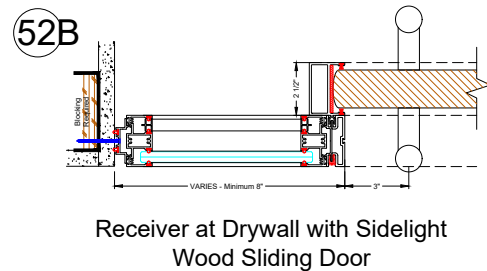 52B
Blocking
Required
2 1/2"
VARIES - Minimum 8"
3"
Receiver at Drywall with Sidelight
Wood Sliding Door